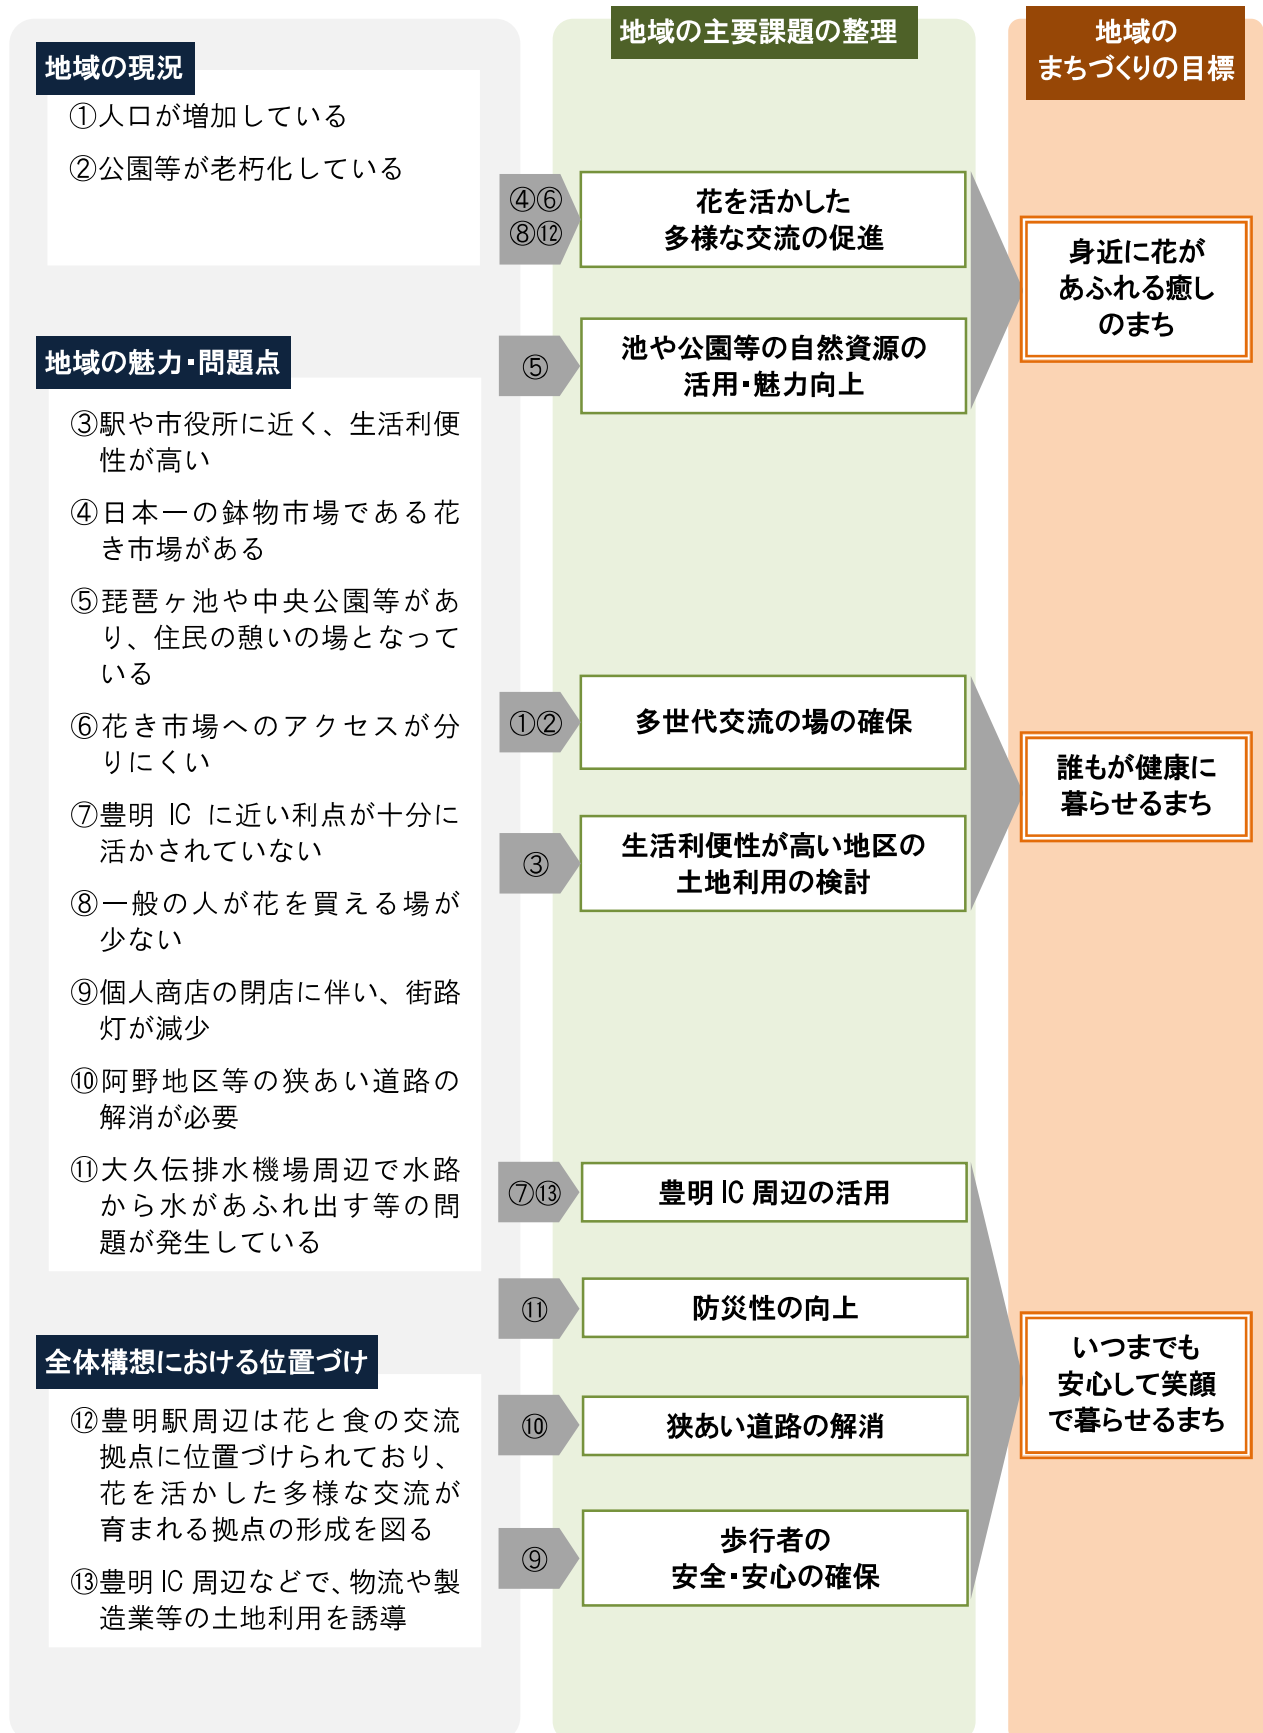 地域の現況
①人口が増加している
②公園等が老朽化している
地域の魅力・問題点
③駅や市役所に近く、生活利便
性が高い
④日本一の鉢物市場である花
き市場がある
⑤琵琶ヶ池や中央公園等があ
り、住民の憩いの場となって
いる
⑥花き市場へのアクセスが分
りにくい
⑦豊明 IC に近い利点が十分に
活かされていない
⑧一般の人が花を買える場が
少ない
⑨個人商店の閉店に伴い、街路
灯が減少
⑩阿野地区等の狭あい道路の
解消が必要
⑪大久伝排水機場周辺で水路
から水があふれ出す等の問
題が発生している
全体構想における位置づけ
⑫豊明駅周辺は花と食の交流
拠点に位置づけられており、
花を活かした多様な交流が
育まれる拠点の形成を図る
⑬豊明 IC 周辺などで、物流や製
造業等の土地利用を誘導
地域の主要課題の整理
④⑥
⑧⑫
花を活かした
多様な交流の促進
⑤
池や公園等の自然資源の
活用・魅力向上
①②
多世代交流の場の確保
③
生活利便性が高い地区の
土地利用の検討
⑦⑬
豊明 IC 周辺の活用
⑪
防災性の向上
⑩
狭あい道路の解消
⑨
歩行者の
安全・安心の確保
地域の
まちづくりの目標
身近に花が
あふれる癒し
のまち
誰もが健康に
暮らせるまち
いつまでも
安心して笑顔
で暮らせるまち